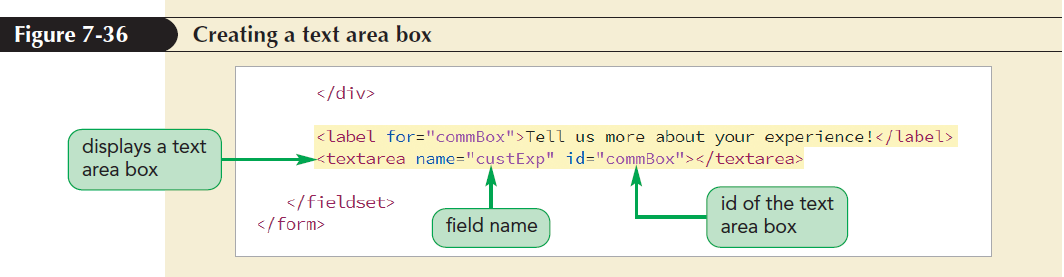 Figure 7-36 Creating a text area box
</div>
<label for="commBox">Tell us more about your experience!</label>
displays a text
area box
<textarea name="custExp" id="commBox"></textarea>
</fieldset>
</form>
field name
id of the text
area box